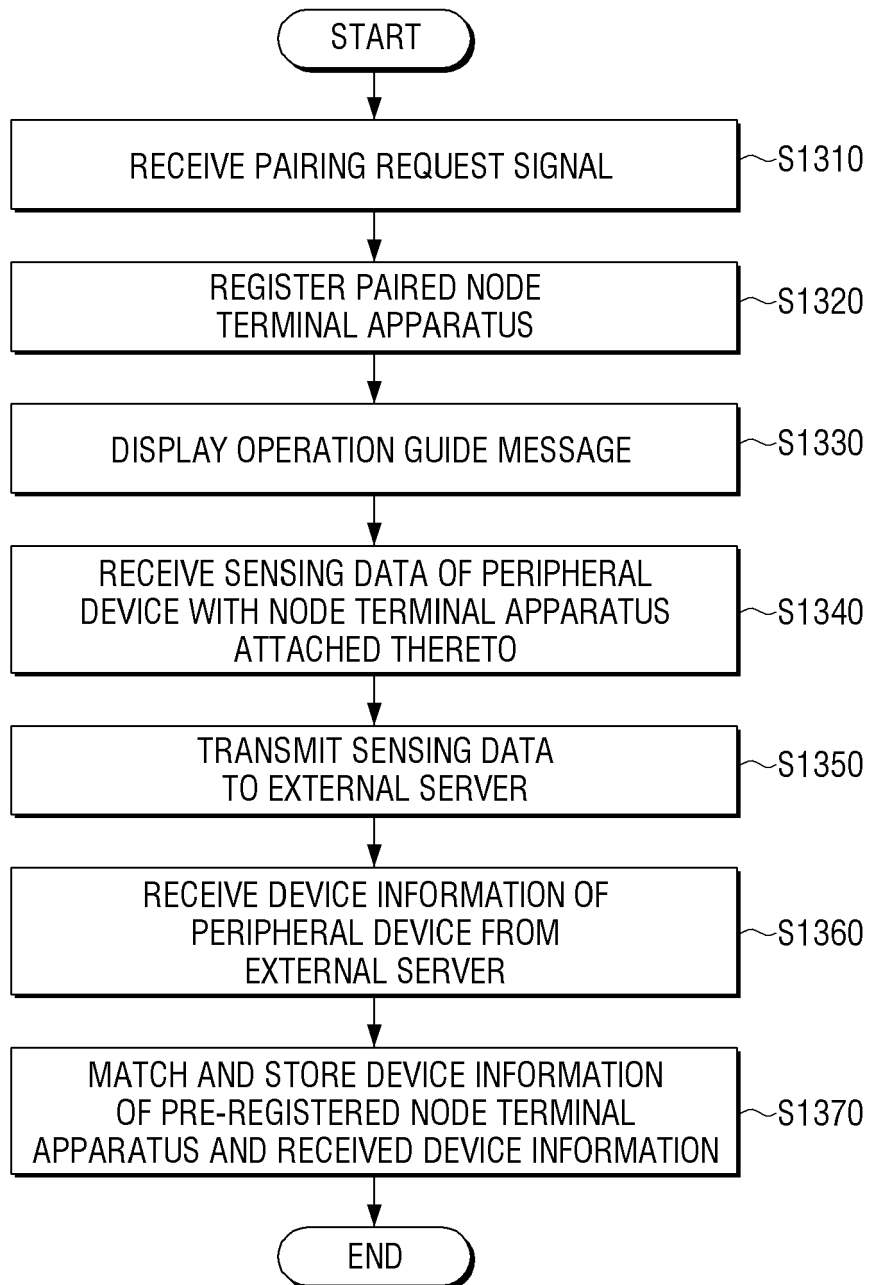 START
RECEIVE PAIRING REQUEST SIGNAL
S1310
REGISTER PAIRED NODE
TERMINAL APPARATUS
S1320
DISPLAY OPERATION GUIDE MESSAGE
S1330
RECEIVE SENSING DATA OF PERIPHERAL
DEVICE WITH NODE TERMINAL APPARATUS
ATTACHED THERETO
S1340
TRANSMIT SENSING DATA
TO EXTERNAL SERVER
S1350
RECEIVE DEVICE INFORMATION OF
PERIPHERAL DEVICE FROM
EXTERNAL SERVER
S1360
MATCH AND STORE DEVICE INFORMATION
OF PRE-REGISTERED NODE TERMINAL
APPARATUS AND RECEIVED DEVICE INFORMATION
S1370
END